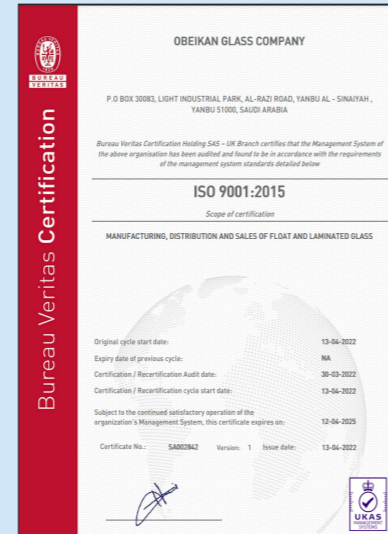 BUREAU
VERITAS
Bureau Veritas Certification
OBEIKAN GLASS COMPANY
P.O BOX 30083, LIGHT INDUSTRIAL PARK, AL-RAZI ROAD, YANBU AL - SINAIYAH ,
YANBU 51000, SAUDI ARABIA
Bureau Veritas Certification Holding SAS – UK Branch certifies that the Management System of
the above organisation has been audited and found to be in accordance with the requirements
of the management system standards detailed below
ISO 9001:2015
Scope of certification
MANUFACTURING, DISTRIBUTION AND SALES OF FLOAT AND LAMINATED GLASS
Original cycle start date: 13-04-2022
Expiry date of previous cycle: NA
Certification / Recertification Audit date: 30-03-2022
Certification / Recertification cycle start date: 13-04-2022
Subject to the continued satisfactory operation of the
organization's Management System, this certificate expires on: 12-04-2025
Certificate No.: SA002842 Version: 1 Issue date: 13-04-2022
UKAS
MANAGEMENT
SYSTEMS